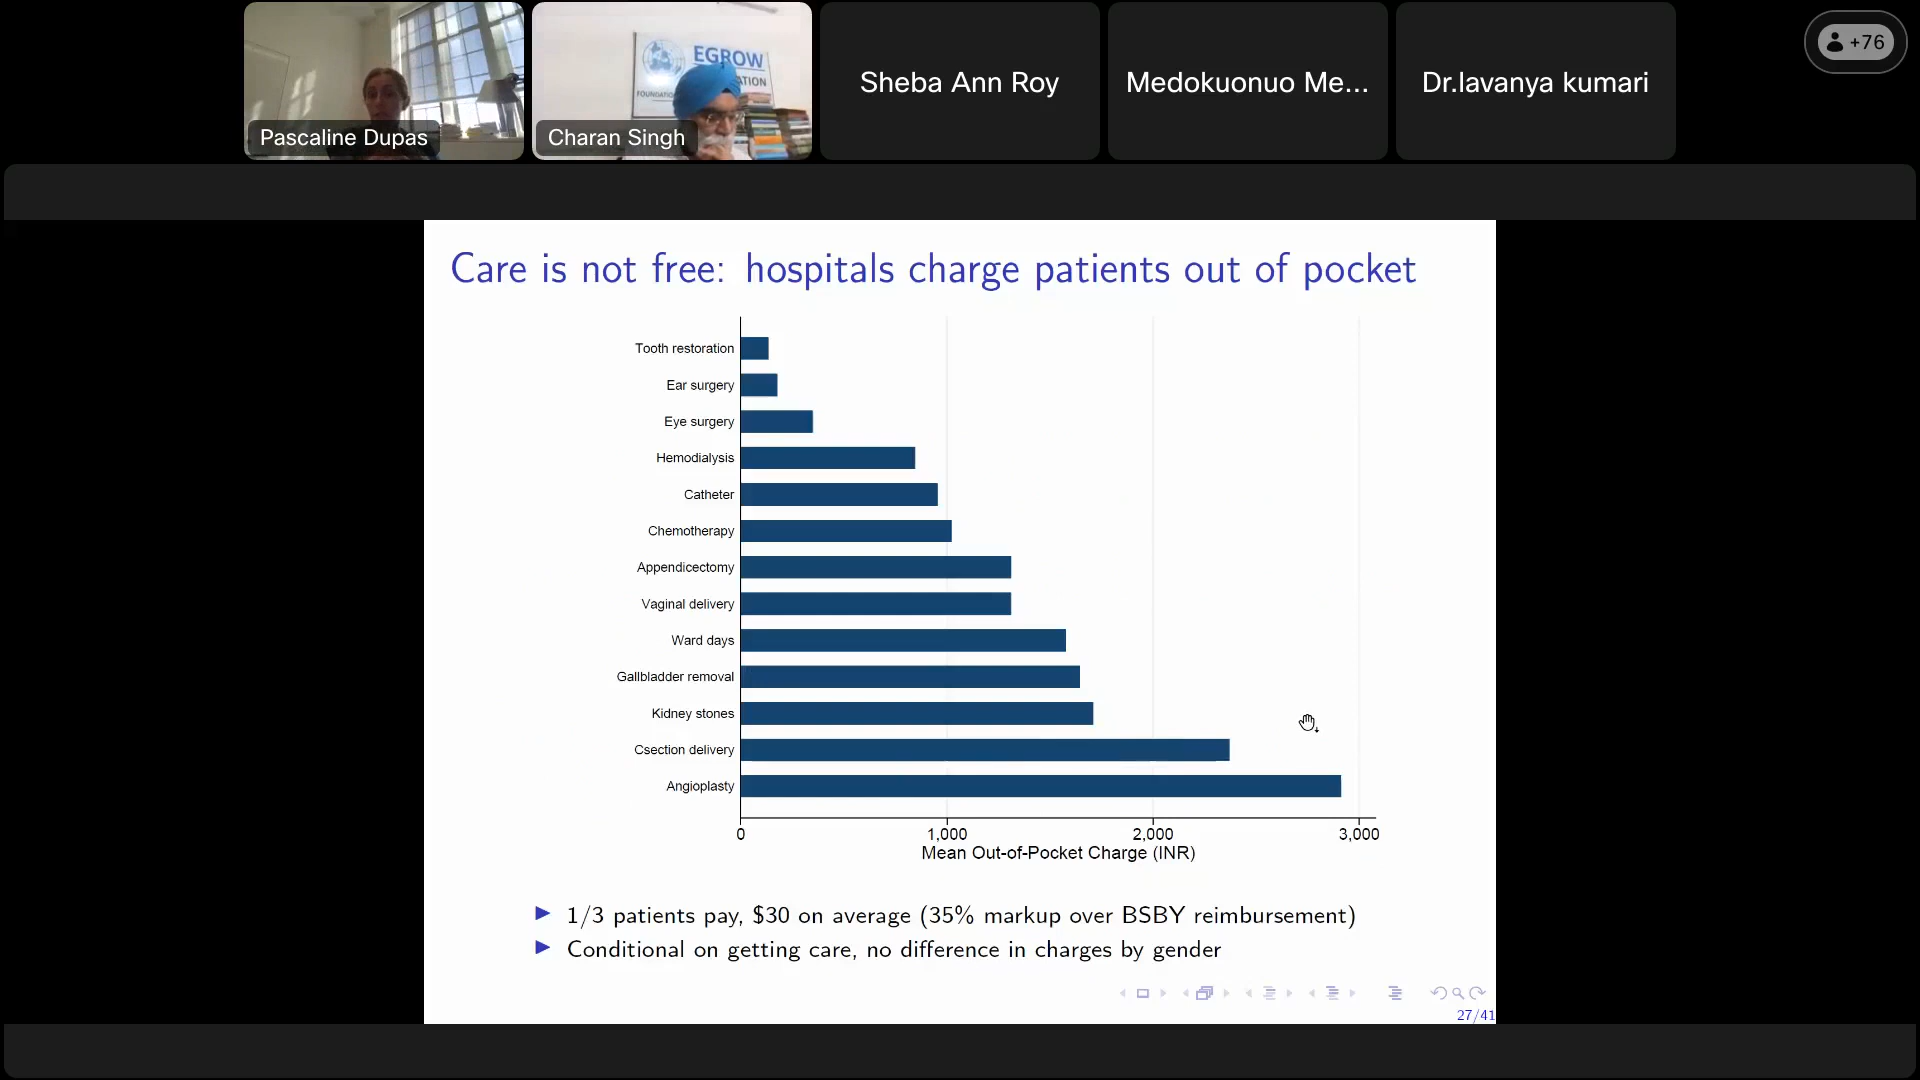 Pascaline Dupas
EGROW
FOUNDATION
Charan Singh
Sheba Ann Roy
Medokuonuo Me...
Dr.lavanya kumari
+76
Care is not free: hospitals charge patients out of pocket
Tooth restoration
Ear surgery
Eye surgery
Hemodialysis
Catheter
Chemotherapy
Appendicectomy
Vaginal delivery
Ward days
Gallbladder removal
Kidney stones
Csection delivery
Angioplasty
0 1,000 2,000 3,000
Mean Out-of-Pocket Charge (INR)
1/3 patients pay, $30 on average (35% markup over BSBY reimbursement)
Conditional on getting care, no difference in charges by gender
27/41